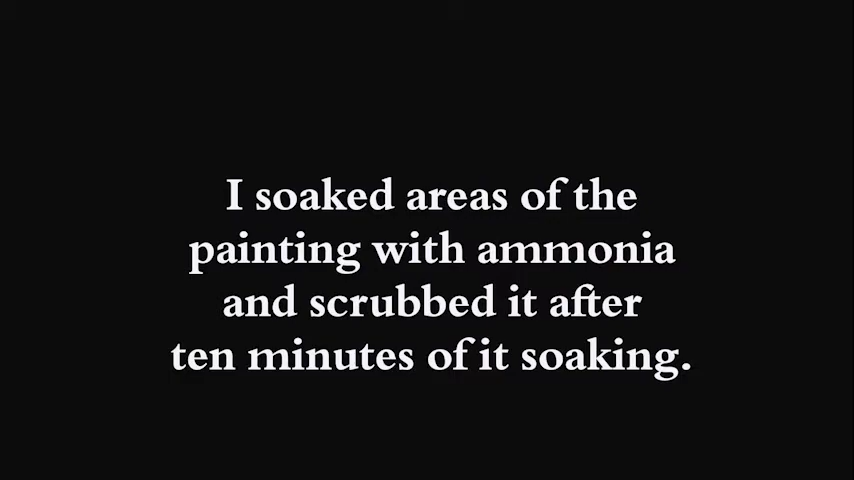 I soaked areas of the
painting with ammonia
and scrubbed it after
ten minutes of it soaking.